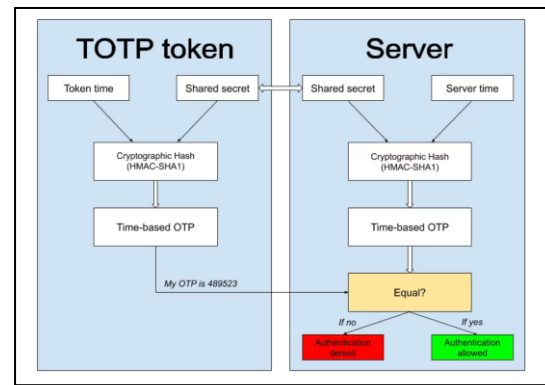 TOTP token
Server
Token time
Shared secret
Shared secret
Server time
Cryptographic Hash
(HMAC-SHA1)
Cryptographic Hash
(HMAC-SHA1)
Time-based OTP
Time-based OTP
My OTP is 489523
Equal?
If no
If yes
Authentication
denied
Authentication
allowed